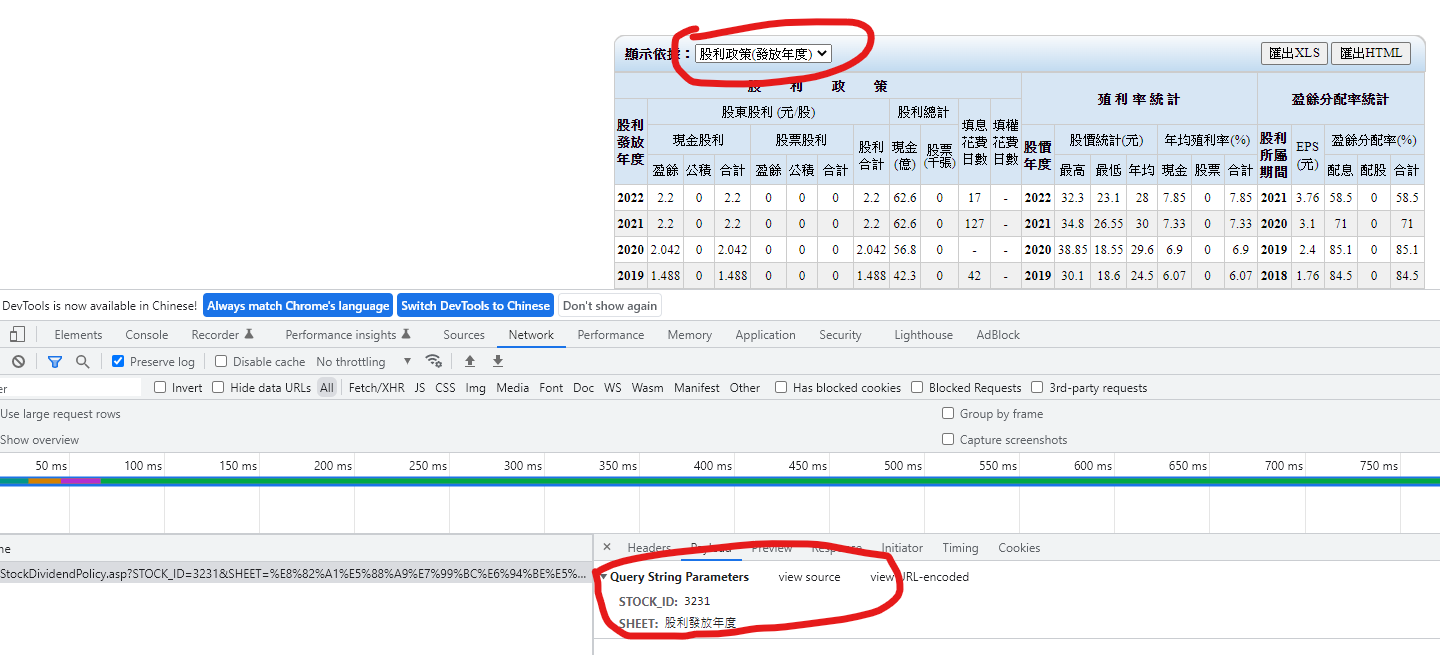 顯示依據：股利政策(發放年度) 匯出XLS 匯出HTML
股 利 政 策 殖 利 率 統 計 盈餘分配率統計
股利發放年度 股東股利 (元/股) 股利總計 填息花費日數 填權花費日數 股價年度 股價統計(元) 年均殖利率(%) 股利所屬期間 EPS(元) 盈餘分配率(%)
現金股利 股票股利 股利合計 現金(億) 股票(千張)
盈餘 公積 合計 盈餘 公積 合計 最高 最低 年均 現金 股票 合計 配息 配股 合計
2022 2.2 0 2.2 0 0 0 2.2 62.6 0 17 - 2022 32.3 23.1 28 7.85 0 7.85 2021 3.76 58.5 0 58.5
2021 2.2 0 2.2 0 0 0 2.2 62.6 0 127 - 2021 34.8 26.55 30 7.33 0 7.33 2020 3.1 71 0 71
2020 2.042 0 2.042 0 0 0 2.042 56.8 0 - - 2020 38.85 18.55 29.6 6.9 0 6.9 2019 2.4 85.1 0 85.1
2019 1.488 0 1.488 0 0 0 1.488 42.3 0 42 - 2019 30.1 18.6 24.5 6.07 0 6.07 2018 1.76 84.5 0 84.5
DevTools is now available in Chinese! Always match Chrome's language Switch DevTools to Chinese Don't show again
Elements Console Recorder Performance insights Sources Network Performance Memory Application Security Lighthouse AdBlock
Preserve log Disable cache No throttling
er Invert Hide data URLs All Fetch/XHR JS CSS Img Media Font Doc WS Wasm Manifest Other Has blocked cookies Blocked Requests 3rd-party requests
Use large request rows Group by frame
Show overview Capture screenshots
50 ms 100 ms 150 ms 200 ms 250 ms 300 ms 350 ms 400 ms 450 ms 500 ms 550 ms 600 ms 650 ms 700 ms 750 ms
me × Headers Payload Preview Response Initiator Timing Cookies
StockDividendPolicy.asp?STOCK_ID=3231&SHEET=%E8%82%A1%E5%88%A9%E7%99%BC%E6%94%BE%E5%...
Query String Parameters view source view URL-encoded
STOCK_ID: 3231
SHEET: 股利發放年度